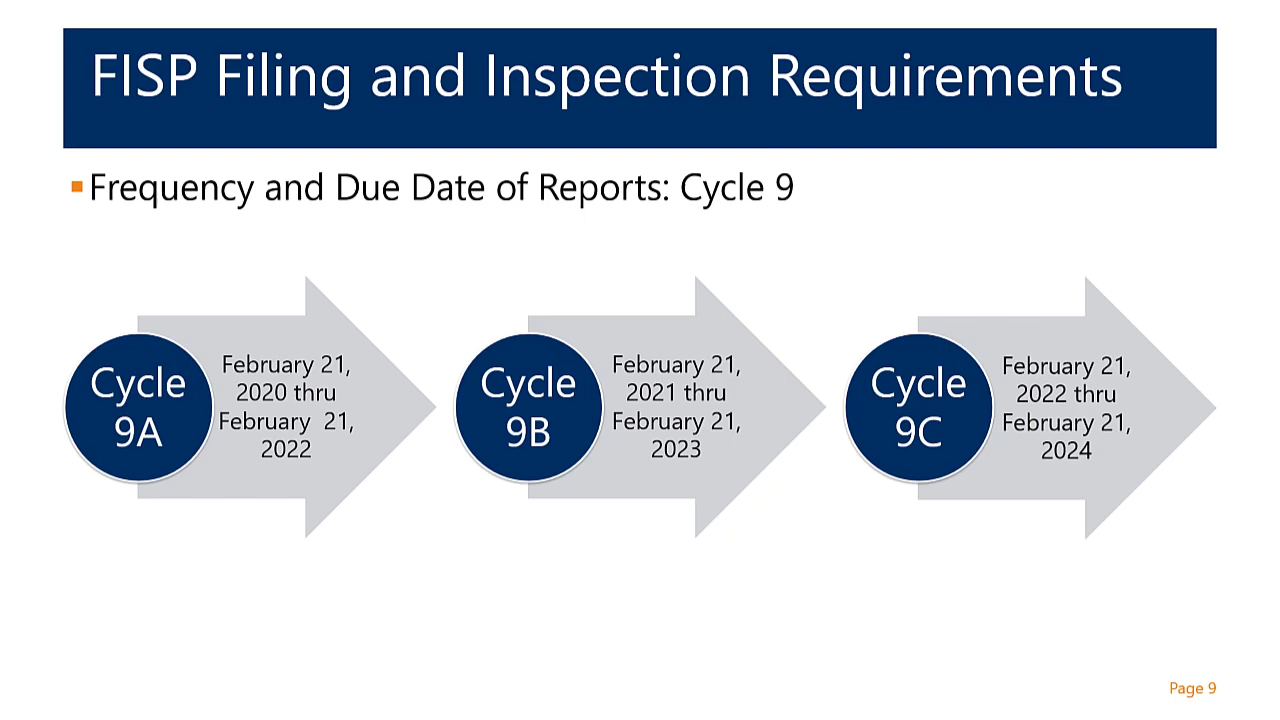 FISP Filing and Inspection Requirements
Frequency and Due Date of Reports: Cycle 9
Cycle
9A
February 21,
2020 thru
February  21,
2022
Cycle
9B
February 21,
2021 thru
February 21,
2023
Cycle
9C
February 21,
2022 thru
February 21,
2024
Page 9